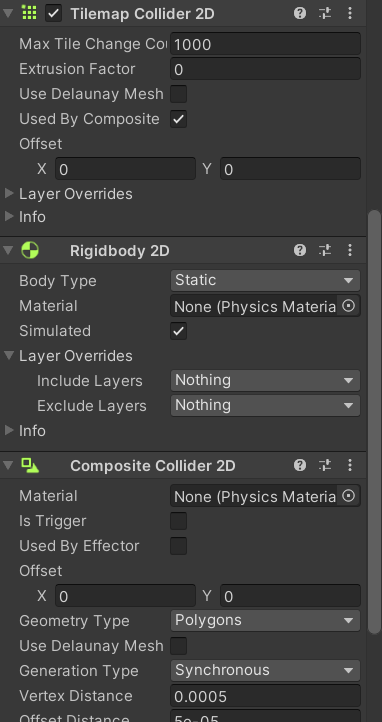 Tilemap Collider 2D
Max Tile Change Cou 1000
Extrusion Factor 0
Use Delaunay Mesh
Used By Composite
Offset
X 0 Y 0
Layer Overrides
Info
Rigidbody 2D
Body Type Static
Material None (Physics Materia
Simulated
Layer Overrides
Include Layers Nothing
Exclude Layers Nothing
Info
Composite Collider 2D
Material None (Physics Materia
Is Trigger
Used By Effector
Offset
X 0 Y 0
Geometry Type Polygons
Use Delaunay Mesh
Generation Type Synchronous
Vertex Distance 0.0005
Offset Distance 5e-05